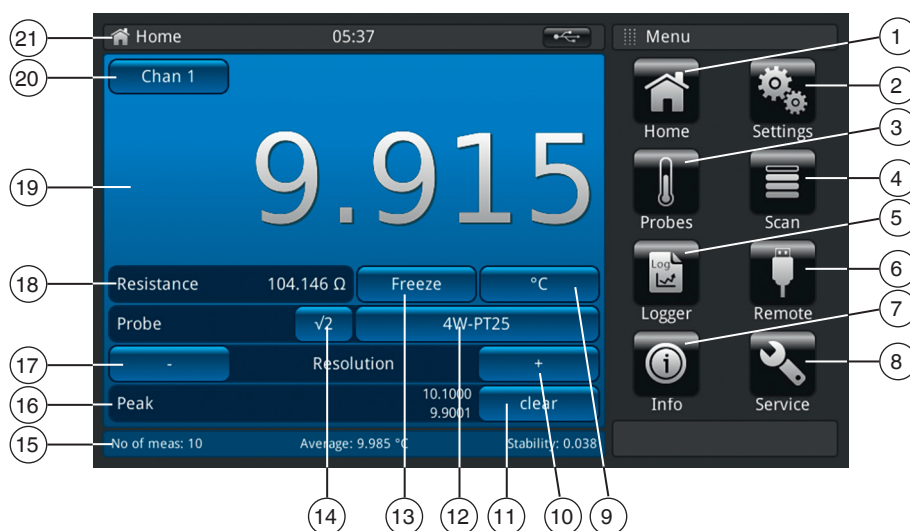 21
Home 05:37
Menu
1
20
Chan 1
Home
Settings
2
3
19
9.915
Probes
Scan
4
5
18
Resistance 104.146 Ω Freeze °C
Log
Logger
Remote
6
7
Probe √2 4W-PT25
17
- Resolution +
Info
Service
8
16
Peak 10.1000
9.9001
clear
15
No of meas: 10 Average: 9.985 °C Stability: 0.038
14 13 12 11 10 9